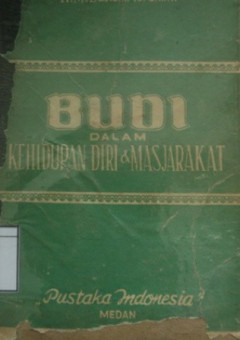 BUDI
DALAM
KEHIDUPAN DIRI & MASJARAKAT
„Pustaka Indonesia"
MEDAN